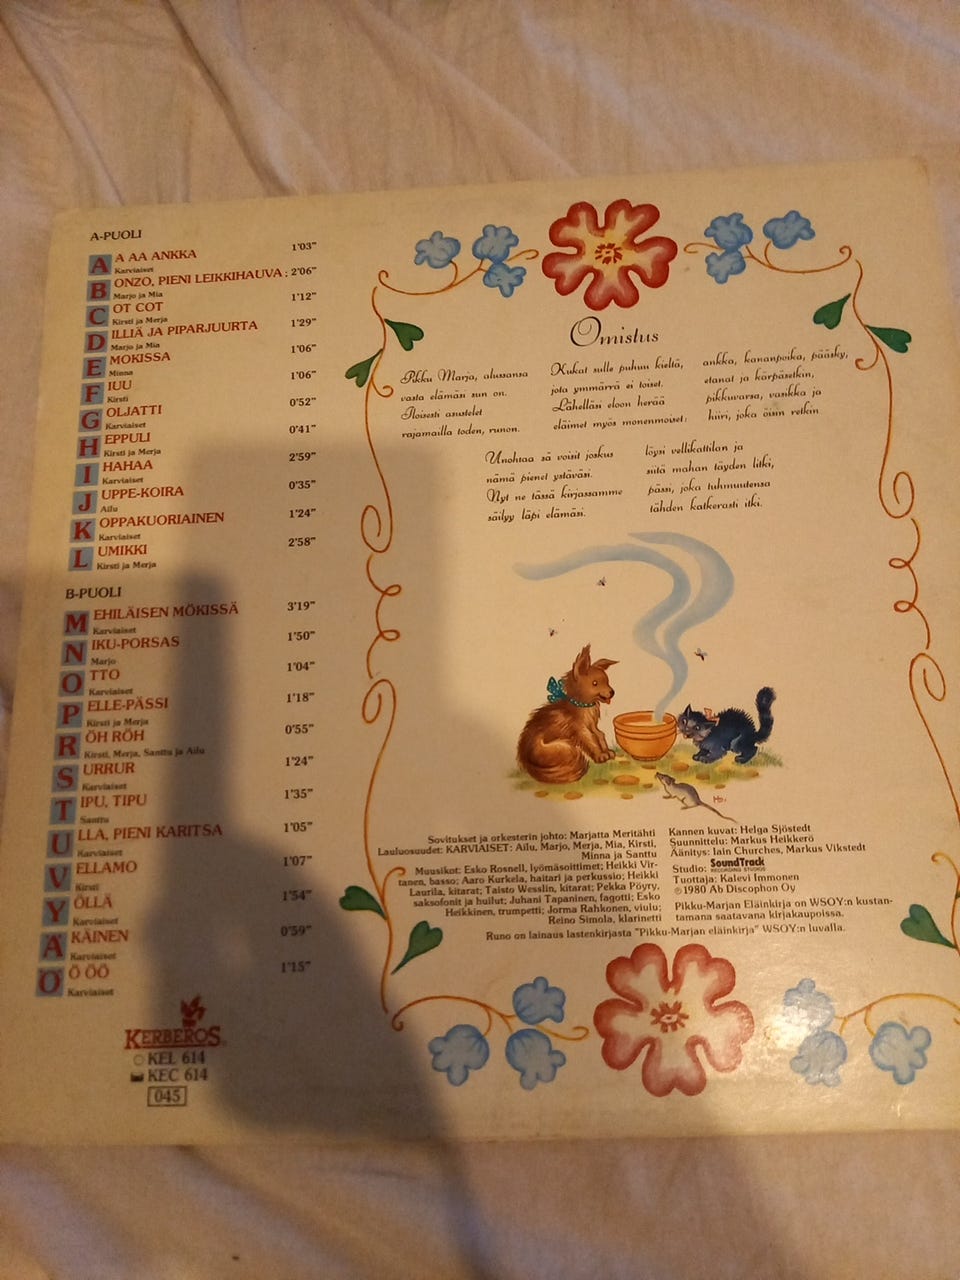 A-PUOLI
A A AA ANKKA 1'03"
Karviaiset
B ONZO, PIENI LEIKKIHAUVA : 2'06"
Marjo ja Mia
C OT COT 1'12"
Kirsti ja Merja
D ILLIÄ JA PIPARJUURTA 1'29"
Marjo ja Mia
E MÖKISSA 1'06"
Minna
F IUU 1'06"
Kirsti
G OLJATTI 0'52"
Karviaiset
H EPPULI 0'41"
Kirsti ja Merja
I HAHAA 2'59"
Karviaiset
J UPPE-KOIRA 0'35"
Ailu
K OPPAKUORIAINEN 1'24"
Karviaiset
L UMIKKI 2'58"
Kirsti ja Merja
B-PUOLI
M EHILÄISEN MÖKISSÄ 3'19"
Karviaiset
N IKU-PORSAS 1'50"
Marjo
O TTO 1'04"
Karviaiset
P ELLE-PÄSSI 1'18"
Kirsti ja Merja
R ÖH RÖH 0'55"
Kirsti, Merja, Santtu ja Ailu
S URRUR 1'24"
Karviaiset
T IPU, TIPU 1'35"
Santtu
U LLA, PIENI KARITSA 1'05"
Karviaiset
V ELLAMO 1'07"
Kirsti
Y ÖLLÄ 1'54"
Karviaiset
Ä KÄINEN 0'59"
Karviaiset
Ö Ö ÖÖ 1'15"
Karviaiset
KERBEROS
KEL 614
KEC 614
045
Omistus
Pikku Marja, alussansa
vasta elämäsi sun on.
Iloisesti asustelet
rajamailla toden, runon.
Kukat sulle puhuu kieltä,
jota ymmärrä ei toiset.
Lähelläsi eloon herää
eläimet myös monenmoiset:
ankka, kananpoika, pääsky,
etanat ja kärpäsetkin,
pikkuvarsa, vasikka ja
hiiri, joka öisin retkin
Unohtaa sä voisit joskus
nämä pienet ystäväsi.
Nyt ne tässä kirjassamme
säilyy läpi elämäsi.
löysi vellikattilan ja
siitä mahan täyden litki,
pässi, joka tuhmuutensa
tähden katkerasti itki.
HS.
Sovitukset ja orkesterin johto: Marjatta Meritähti
Lauluosuudet: KARVIAISET: Ailu, Marjo, Merja, Mia, Kirsti,
Minna ja Santtu
Muusikot: Esko Rosnell, lyömäsoittimet; Heikki Vir-
tanen, basso; Aaro Kurkela, haitari ja perkussio; Heikki
Laurila, kitarat; Taisto Wesslin, kitarat; Pekka Pöyry,
saksofonit ja huilut; Juhani Tapaninen, fagotti; Esko
Heikkinen, trumpetti; Jorma Rahkonen, viulu;
Reino Simola, klarinetti
Kannen kuvat: Helga Sjöstedt
Suunnittelu: Markus Heikkerö
Äänitys: Iain Churches, Markus Vikstedt
Studio: SoundTrack
RECORDING STUDIOS
Tuottaja: Kalevi Immonen
℗ 1980 Ab Discophon Oy
Pikku-Marjan Eläinkirja on WSOY:n kustan-
tamana saatavana kirjakaupoissa.
Runo on lainaus lastenkirjasta "Pikku-Marjan eläinkirja" WSOY:n luvalla.